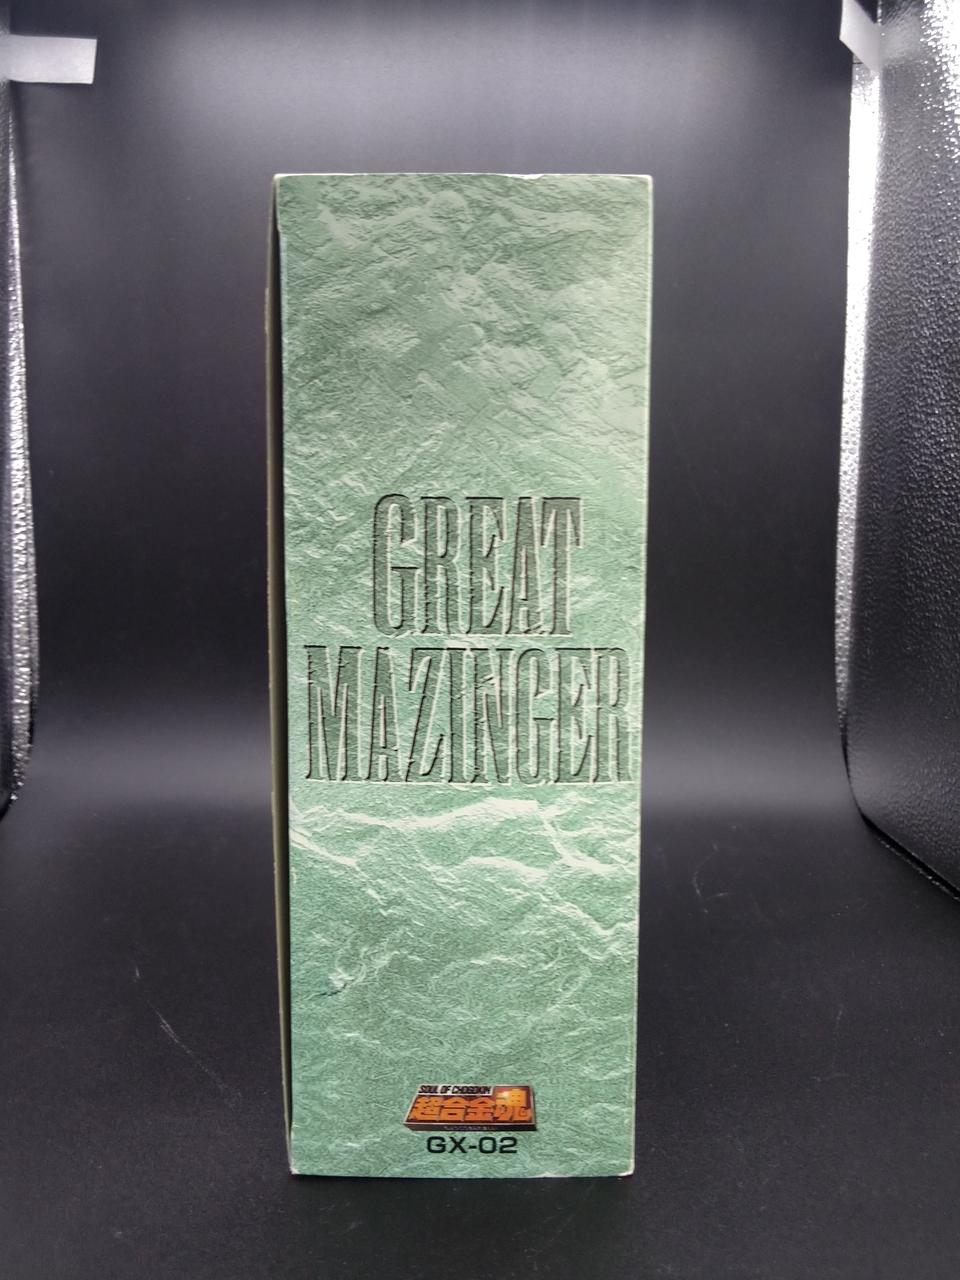 GREAT
MAZINGER
SOUL OF CHOGOKIN
超合金魂
GX-02